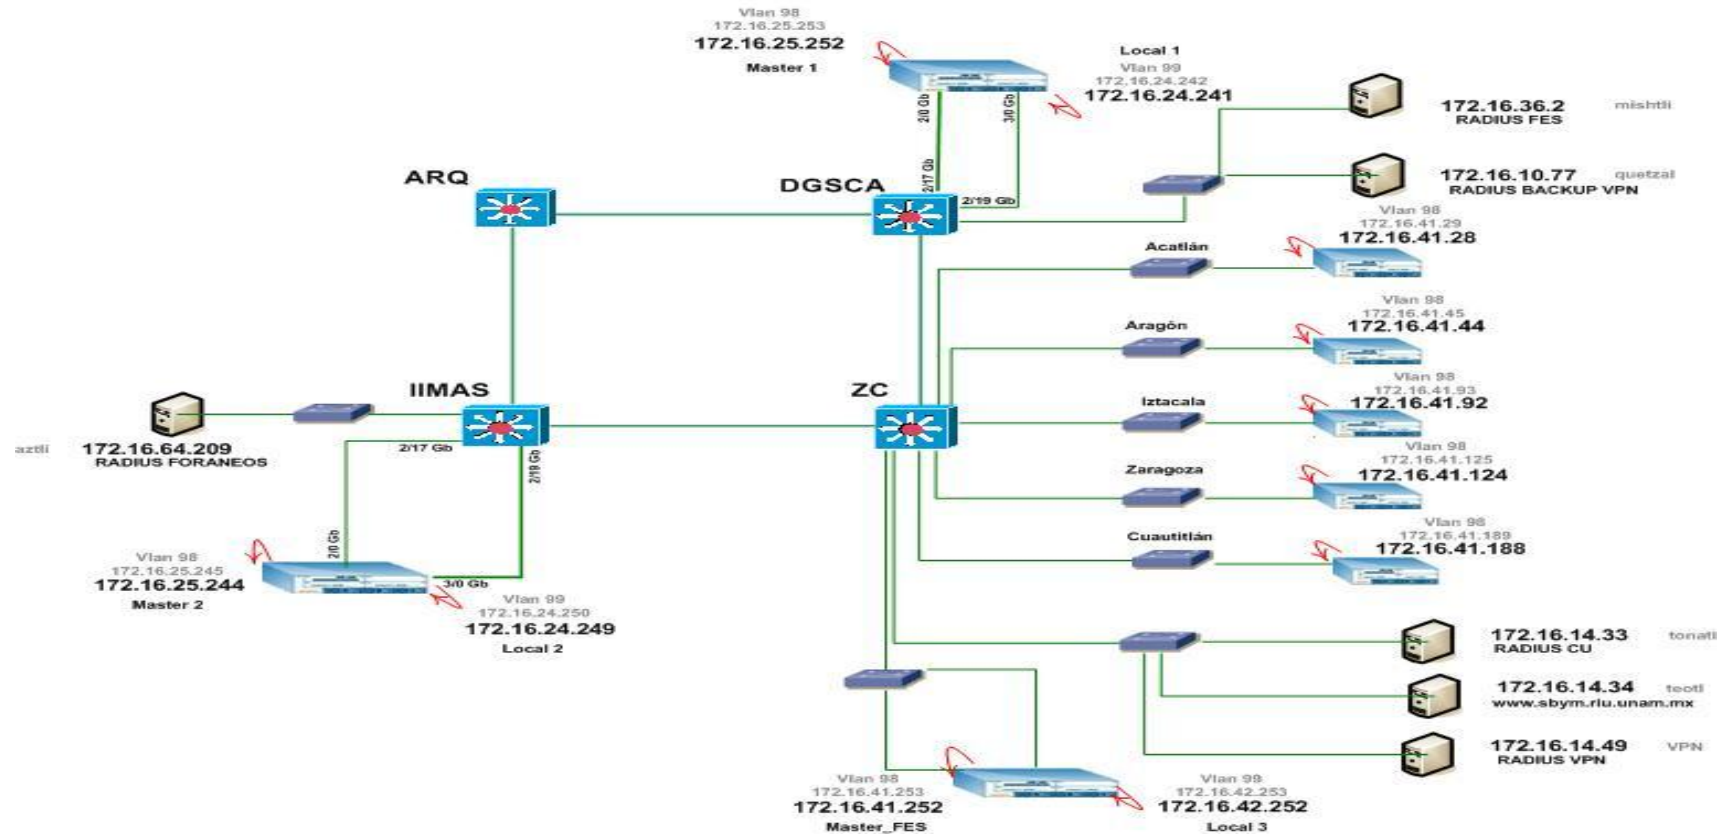 Vlan 98
172.16.25.253
172.16.25.252
Master 1
Local 1
Vlan 99
172.16.24.242
172.16.24.241
2/0 Gb
3/0 Gb
2/17 Gb
2/19 Gb
172.16.36.2
mishtli
RADIUS FES
172.16.10.77
quetzal
RADIUS BACKUP VPN
ARQ
DGSCA
Vlan 98
172.16.41.29
172.16.41.28
Acatlán
Vlan 98
172.16.41.45
172.16.41.44
Aragón
IIMAS
ZC
Vlan 98
172.16.41.93
172.16.41.92
Iztacala
aztli
172.16.64.209
RADIUS FORANEOS
2/17 Gb
2/19 Gb
Vlan 98
172.16.41.125
172.16.41.124
Zaragoza
Vlan 98
172.16.41.189
172.16.41.188
Cuautitlán
2/0 Gb
3/0 Gb
Vlan 98
172.16.25.245
172.16.25.244
Master 2
Vlan 99
172.16.24.250
172.16.24.249
Local 2
172.16.14.33
RADIUS CU
172.16.14.34
teotl
www.sbym.riu.unam.mx
172.16.14.49
VPN
RADIUS VPN
Vlan 98
172.16.41.253
172.16.41.252
Master_FES
Vlan 99
172.16.42.253
172.16.42.252
Local 3